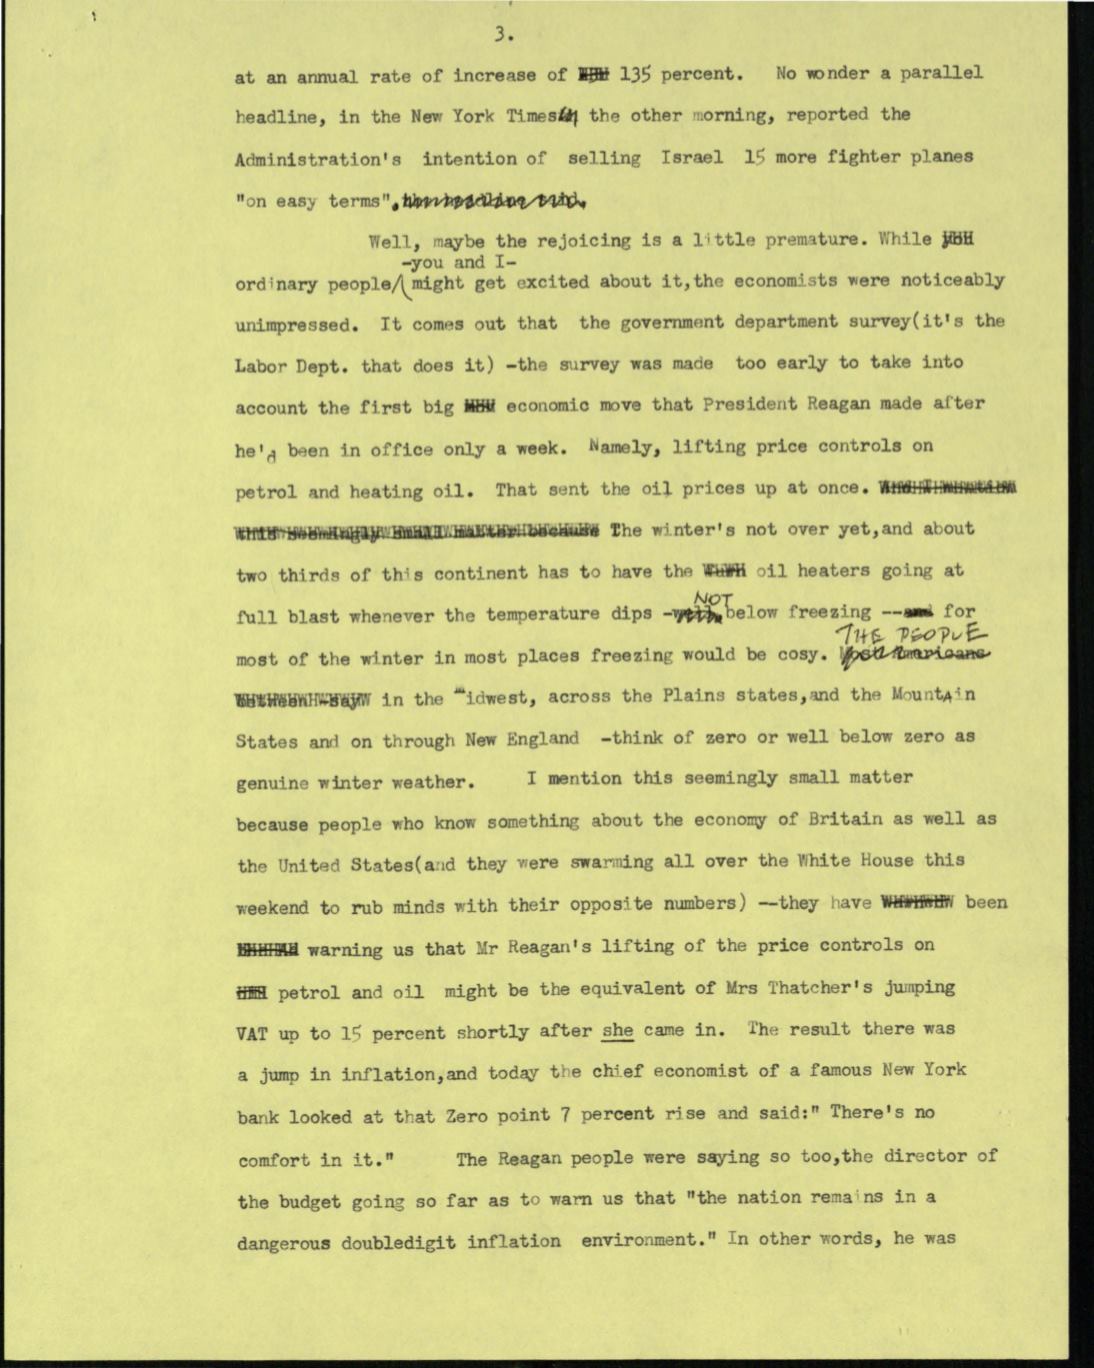 3.
at an annual rate of increase of 135 percent. No wonder a parallel
headline, in the New York Times the other morning, reported the
Administration's intention of selling Israel 15 more fighter planes
"on easy terms".
Well, maybe the rejoicing is a little premature. While
-you and I-
ordinary people/ might get excited about it,the economists were noticeably
unimpressed. It comes out that the government department survey(it's the
Labor Dept. that does it) -the survey was made too early to take into
account the first big economic move that President Reagan made after
he'd been in office only a week. Namely, lifting price controls on
petrol and heating oil. That sent the oil prices up at once.
The winter's not over yet,and about
two thirds of this continent has to have the oil heaters going at
NOT
full blast whenever the temperature dips - below freezing -- for
THE PEOPLE
most of the winter in most places freezing would be cosy.
in the midwest, across the Plains states,and the Mountain
States and on through New England -think of zero or well below zero as
genuine winter weather. I mention this seemingly small matter
because people who know something about the economy of Britain as well as
the United States(and they were swarming all over the White House this
weekend to rub minds with their opposite numbers) --they have been
warning us that Mr Reagan's lifting of the price controls on
petrol and oil might be the equivalent of Mrs Thatcher's jumping
VAT up to 15 percent shortly after she came in. The result there was
a jump in inflation,and today the chief economist of a famous New York
bank looked at that Zero point 7 percent rise and said:" There's no
comfort in it." The Reagan people were saying so too,the director of
the budget going so far as to warn us that "the nation remains in a
dangerous doubledigit inflation environment." In other words, he was